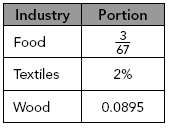 Industry Portion
Food 3/67
Textiles 2%
Wood 0.0895